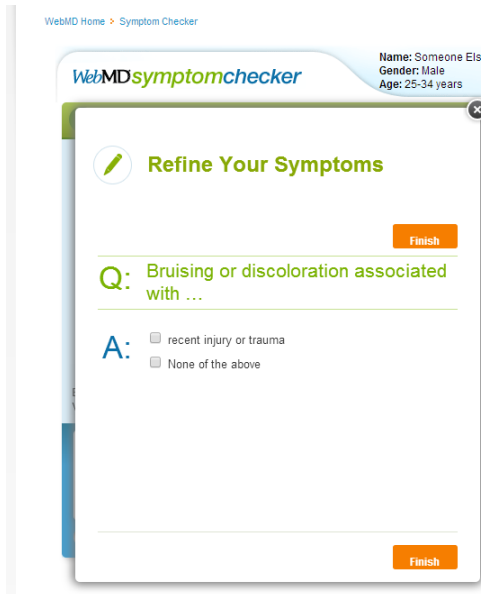 WebMD Home > Symptom Checker
Name: Someone Els
Gender: Male
Age: 25-34 years
WebMD symptomchecker
Refine Your Symptoms
Finish
Q: Bruising or discoloration associated
with …
A: recent injury or trauma
None of the above
Finish